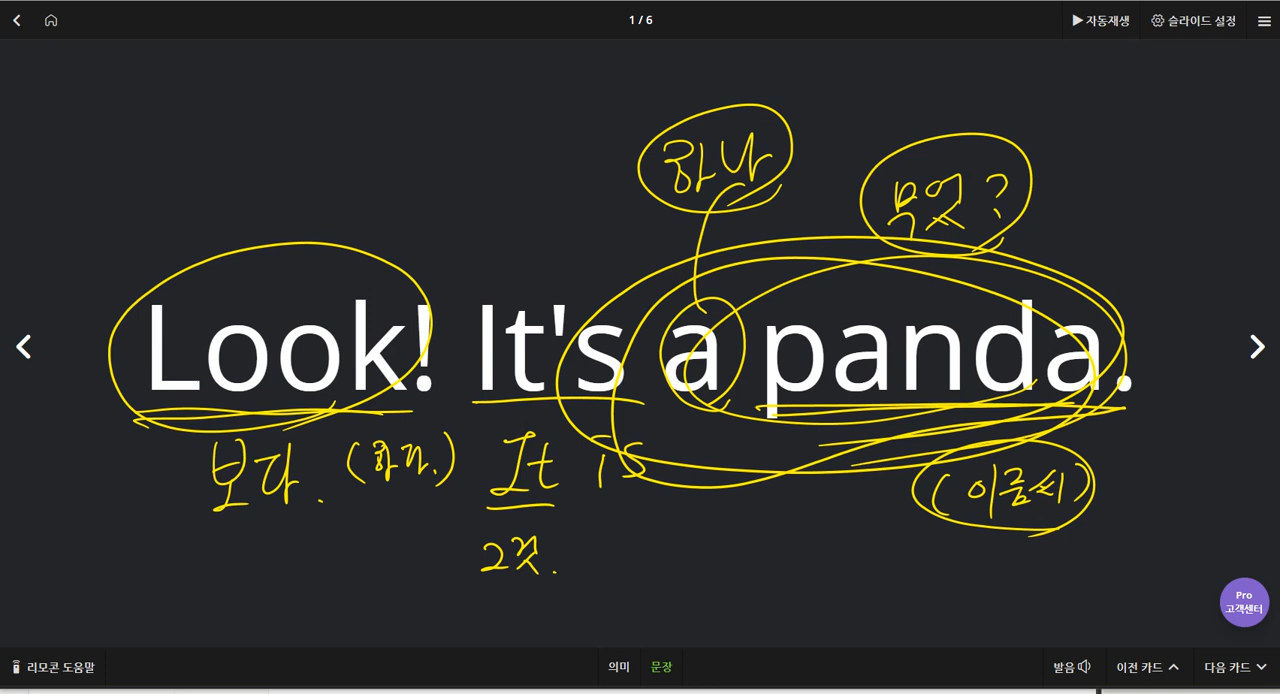 1 / 6
자동재생
슬라이드 설정
하나
무엇?
Look! It's a panda.
보다. (하다.)
It is
(이름씨)
그것.
Pro
고객센터
리모콘 도움말
의미
문장
발음
이전 카드
다음 카드